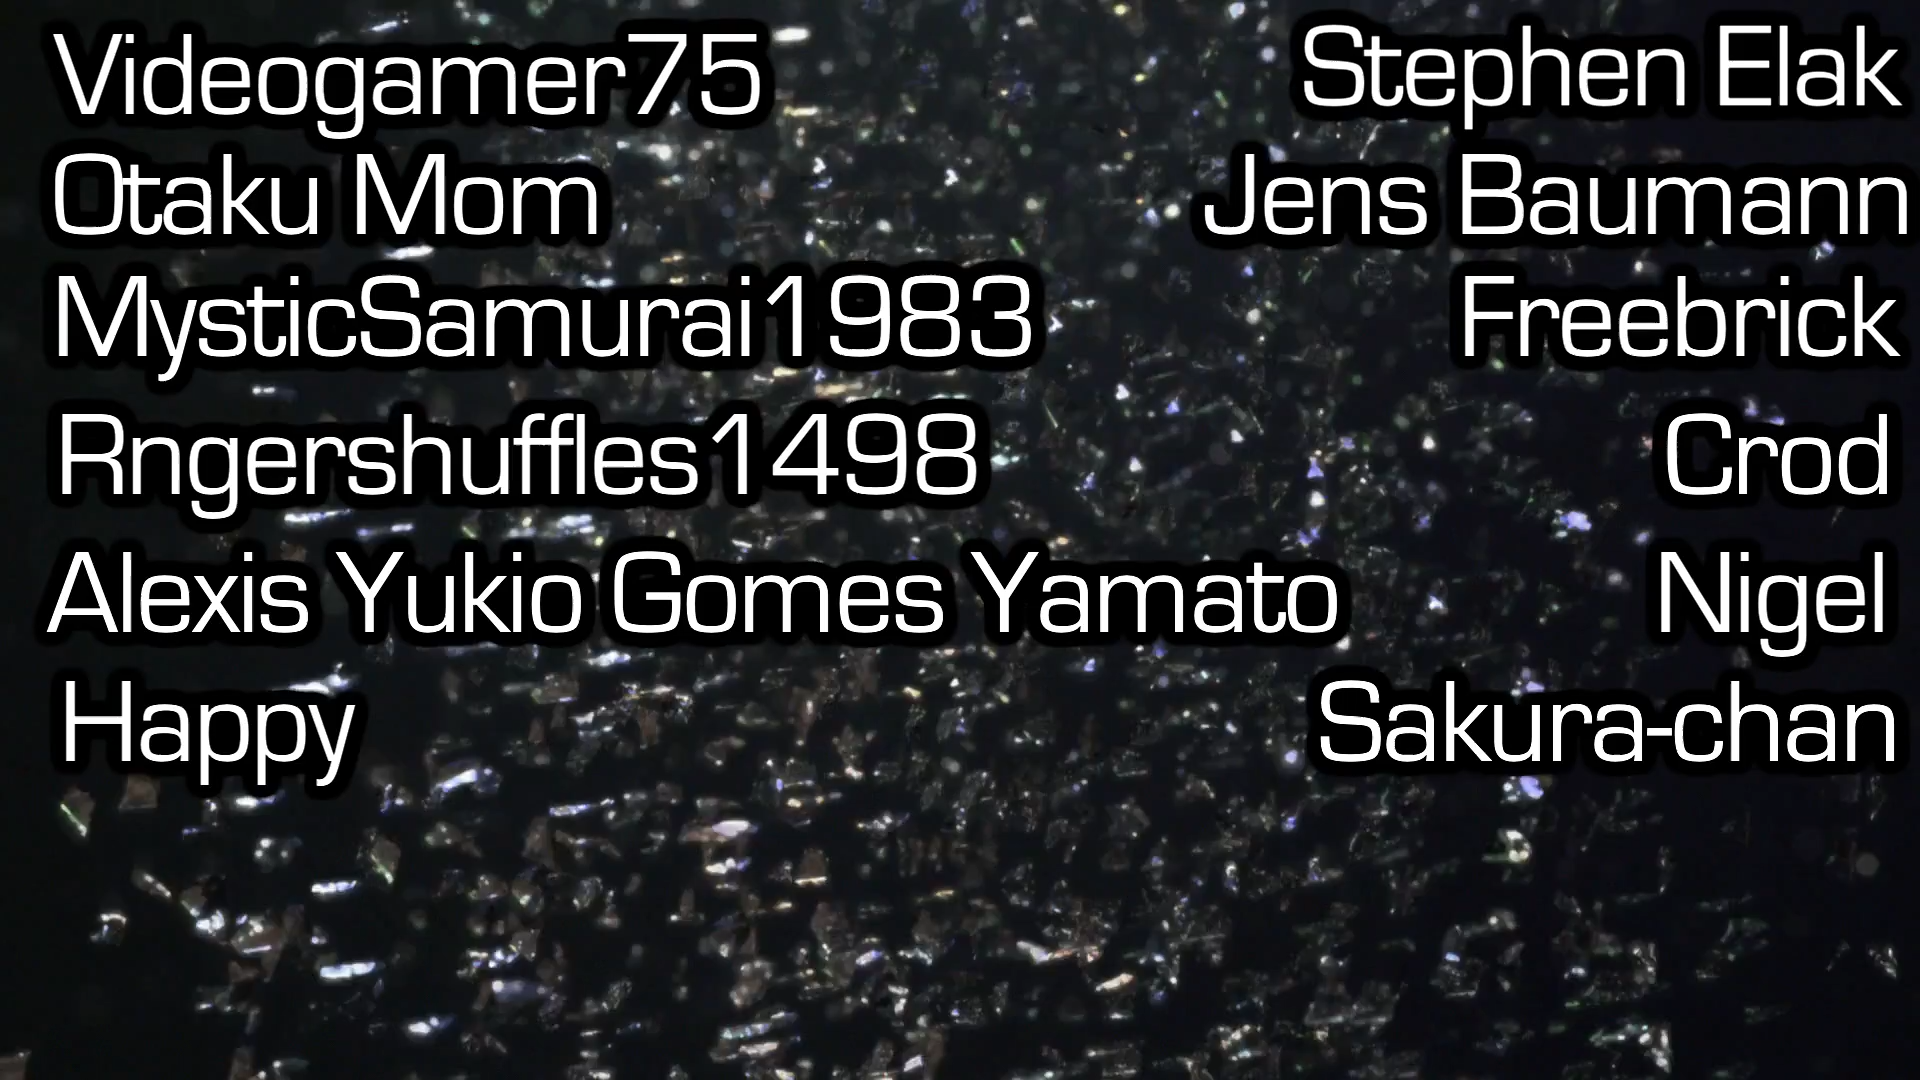 Videogamer75
Stephen Elak
Otaku Mom
Jens Baumann
MysticSamurai1983
Freebrick
Rngershuffles1498
Crod
Alexis Yukio Gomes Yamato
Nigel
Happy
Sakura-chan